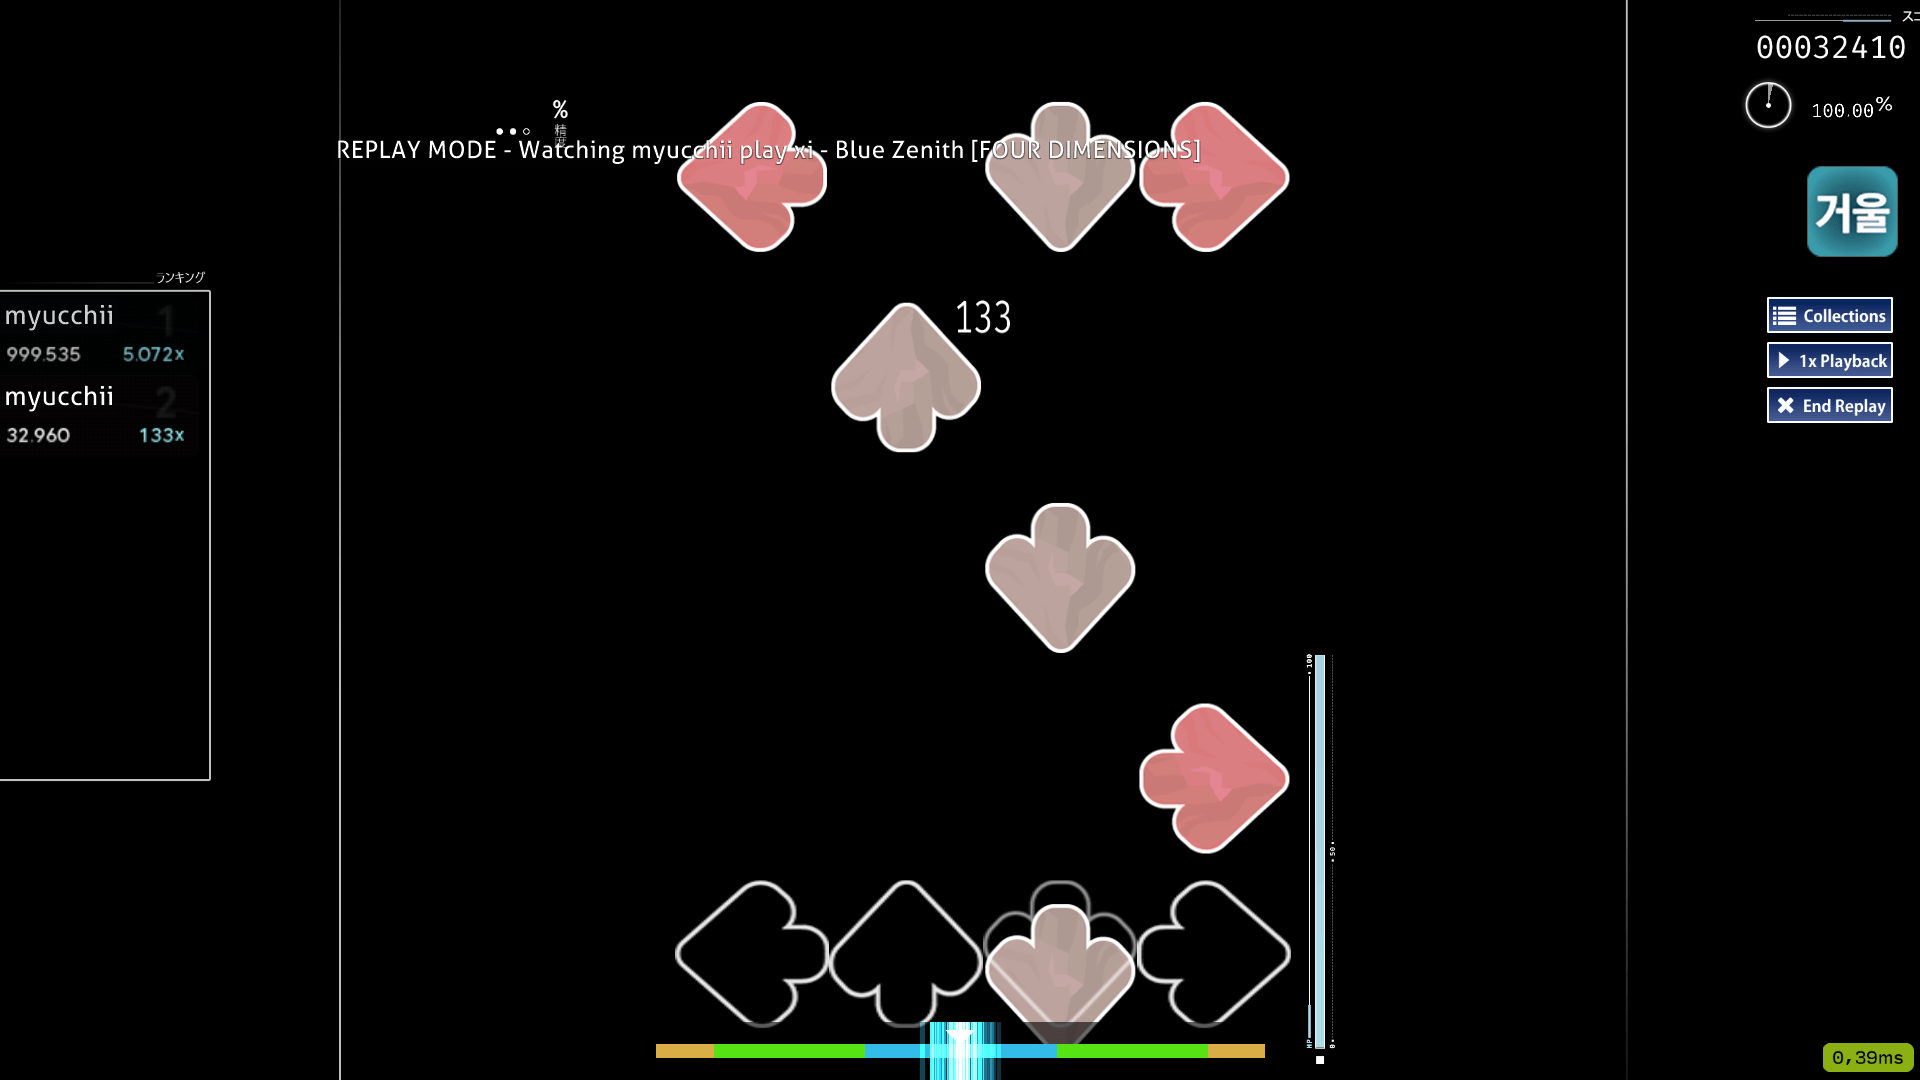 スコ
00032410
%
精度
100.00%
REPLAY MODE - Watching myucchii play xi - Blue Zenith [FOUR DIMENSIONS]
거울
ランキング
myucchii 1
999.535 5.072x
myucchii 2
32.960 133x
133
Collections
1x Playback
End Replay
100
50
HP
0
0,39ms